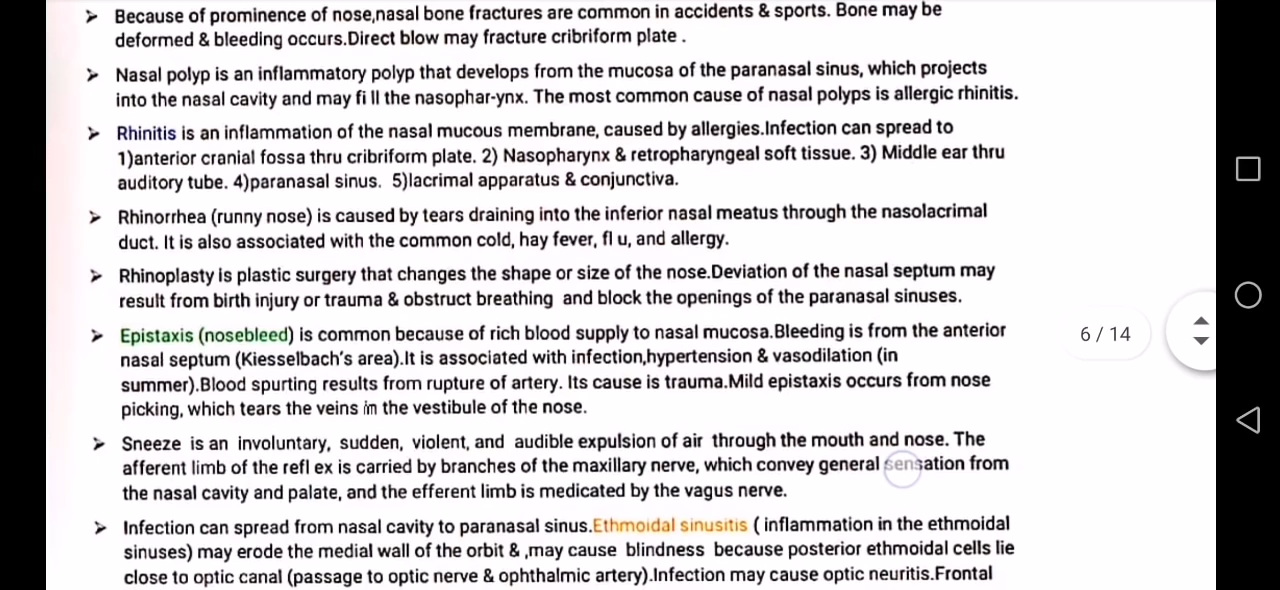 ➤ Because of prominence of nose,nasal bone fractures are common in accidents & sports. Bone may be
deformed & bleeding occurs.Direct blow may fracture cribriform plate .
➤ Nasal polyp is an inflammatory polyp that develops from the mucosa of the paranasal sinus, which projects
into the nasal cavity and may fi ll the nasophar-ynx. The most common cause of nasal polyps is allergic rhinitis.
➤ Rhinitis is an inflammation of the nasal mucous membrane, caused by allergies.Infection can spread to
1)anterior cranial fossa thru cribriform plate. 2) Nasopharynx & retropharyngeal soft tissue. 3) Middle ear thru
auditory tube. 4)paranasal sinus. 5)lacrimal apparatus & conjunctiva.
➤ Rhinorrhea (runny nose) is caused by tears draining into the inferior nasal meatus through the nasolacrimal
duct. It is also associated with the common cold, hay fever, fl u, and allergy.
➤ Rhinoplasty is plastic surgery that changes the shape or size of the nose.Deviation of the nasal septum may
result from birth injury or trauma & obstruct breathing and block the openings of the paranasal sinuses.
➤ Epistaxis (nosebleed) is common because of rich blood supply to nasal mucosa.Bleeding is from the anterior
nasal septum (Kiesselbach's area).It is associated with infection,hypertension & vasodilation (in
summer).Blood spurting results from rupture of artery. Its cause is trauma.Mild epistaxis occurs from nose
picking, which tears the veins in the vestibule of the nose.
➤ Sneeze is an involuntary, sudden, violent, and audible expulsion of air through the mouth and nose. The
afferent limb of the refl ex is carried by branches of the maxillary nerve, which convey general sensation from
the nasal cavity and palate, and the efferent limb is medicated by the vagus nerve.
➤ Infection can spread from nasal cavity to paranasal sinus.Ethmoidal sinusitis ( inflammation in the ethmoidal
sinuses) may erode the medial wall of the orbit & ,may cause blindness because posterior ethmoidal cells lie
close to optic canal (passage to optic nerve & ophthalmic artery).Infection may cause optic neuritis.Frontal
6 / 14